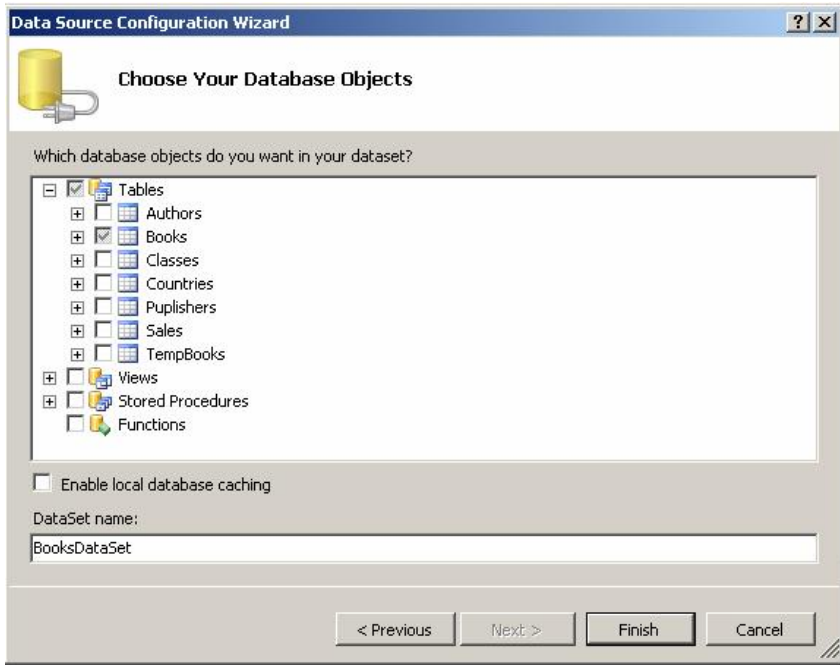 Data Source Configuration Wizard
Choose Your Database Objects
Which database objects do you want in your dataset?
Tables
Authors
Books
Classes
Countries
Puplishers
Sales
TempBooks
Views
Stored Procedures
Functions
Enable local database caching
DataSet name:
BooksDataSet
< Previous Next > Finish Cancel